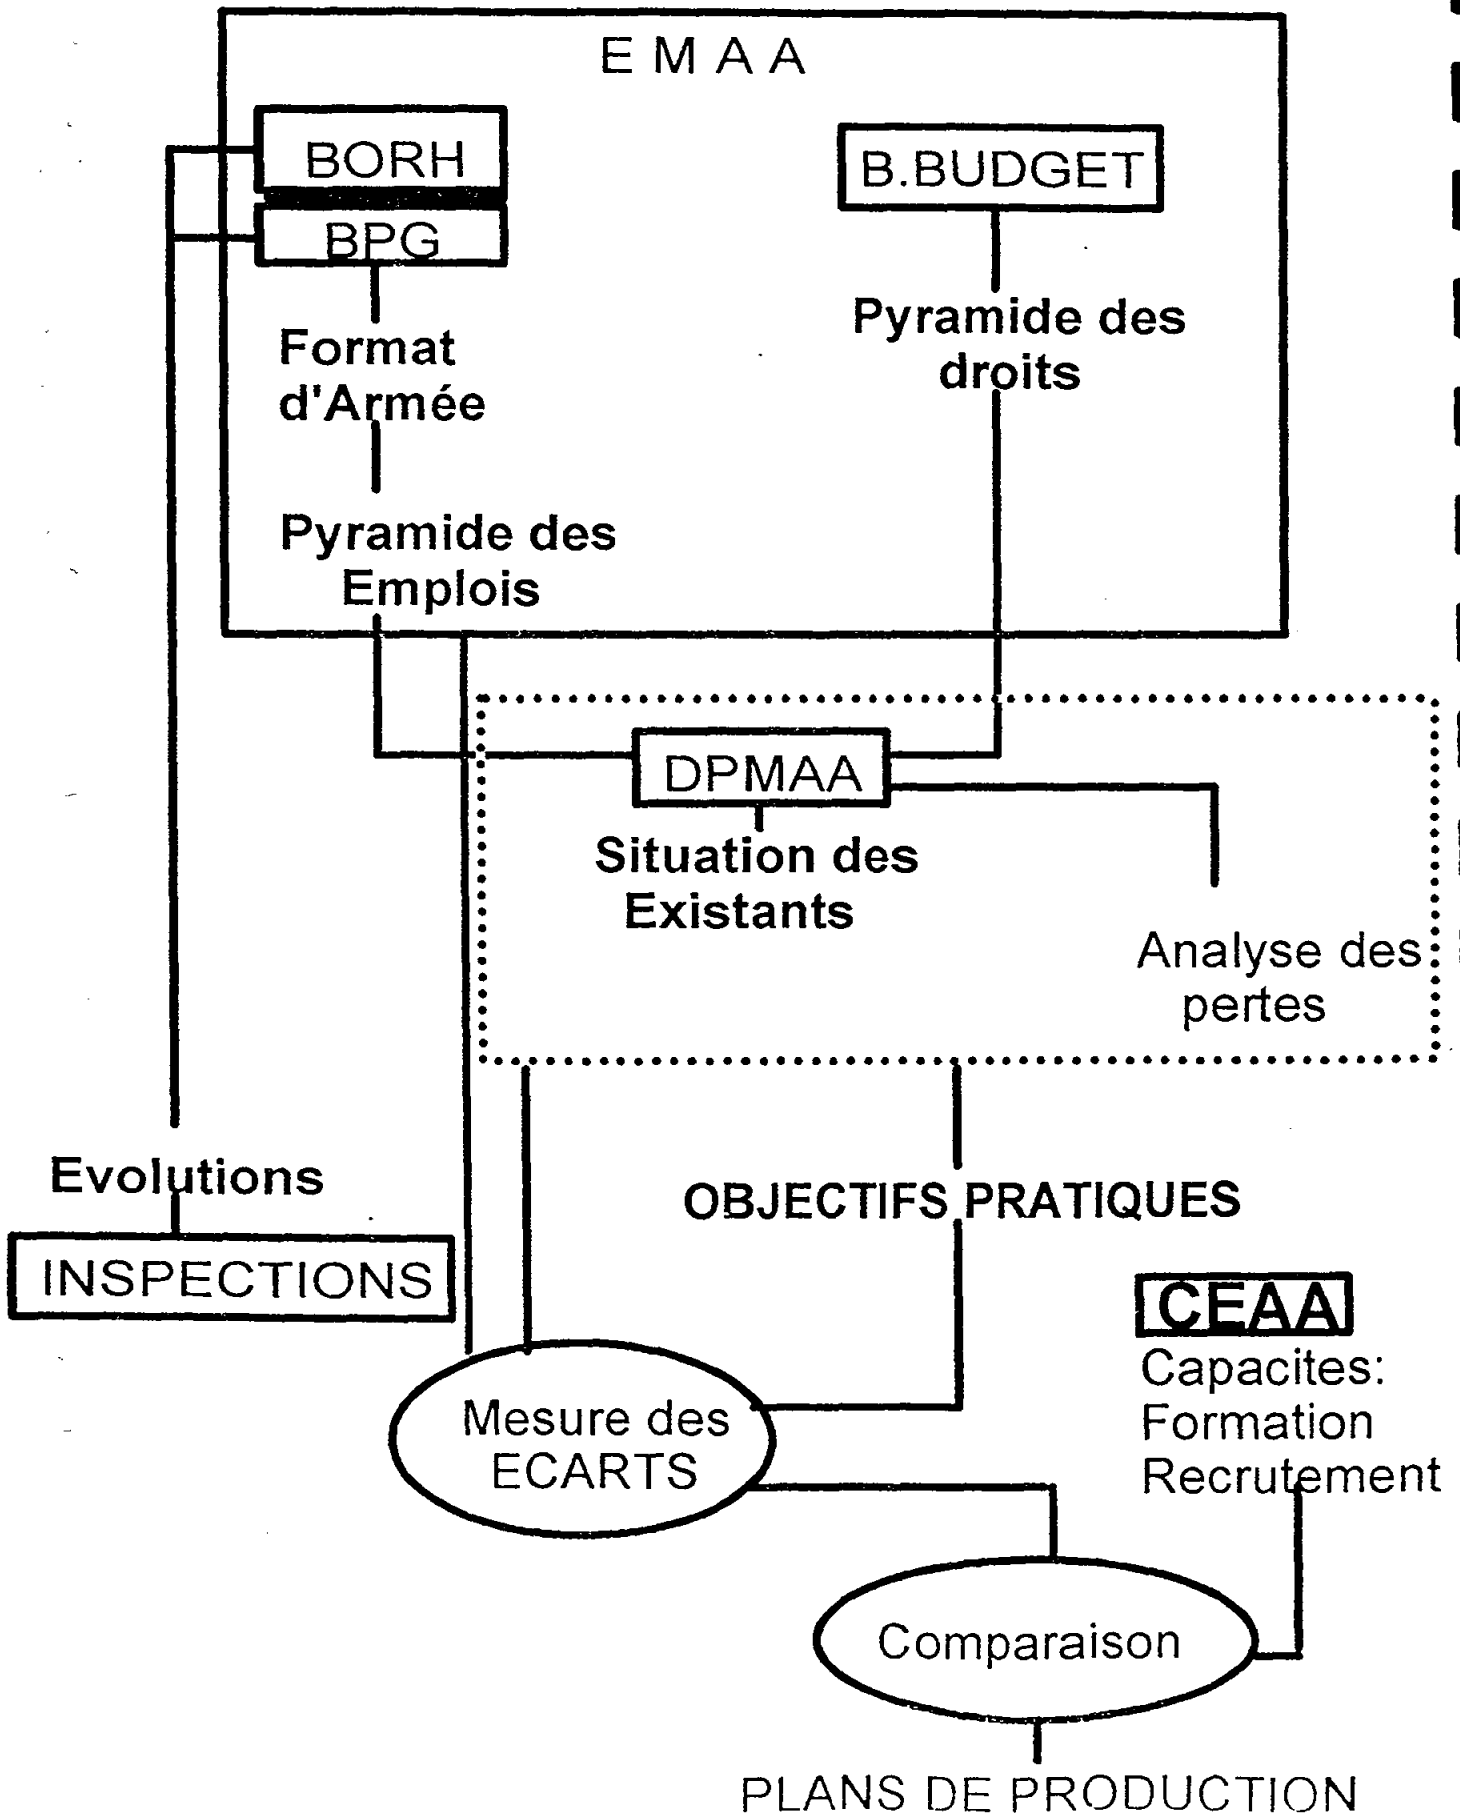 E M A A
BORH
B.BUDGET
BPG
Pyramide des
droits
Format
d'Armée
Pyramide des
Emplois
DPMAA
Situation des
Existants
Analyse des
pertes
Evolutions
OBJECTIFS PRATIQUES
INSPECTIONS
CEAA
Capacites:
Formation
Recrutement
Mesure des
ECARTS
Comparaison
PLANS DE PRODUCTION